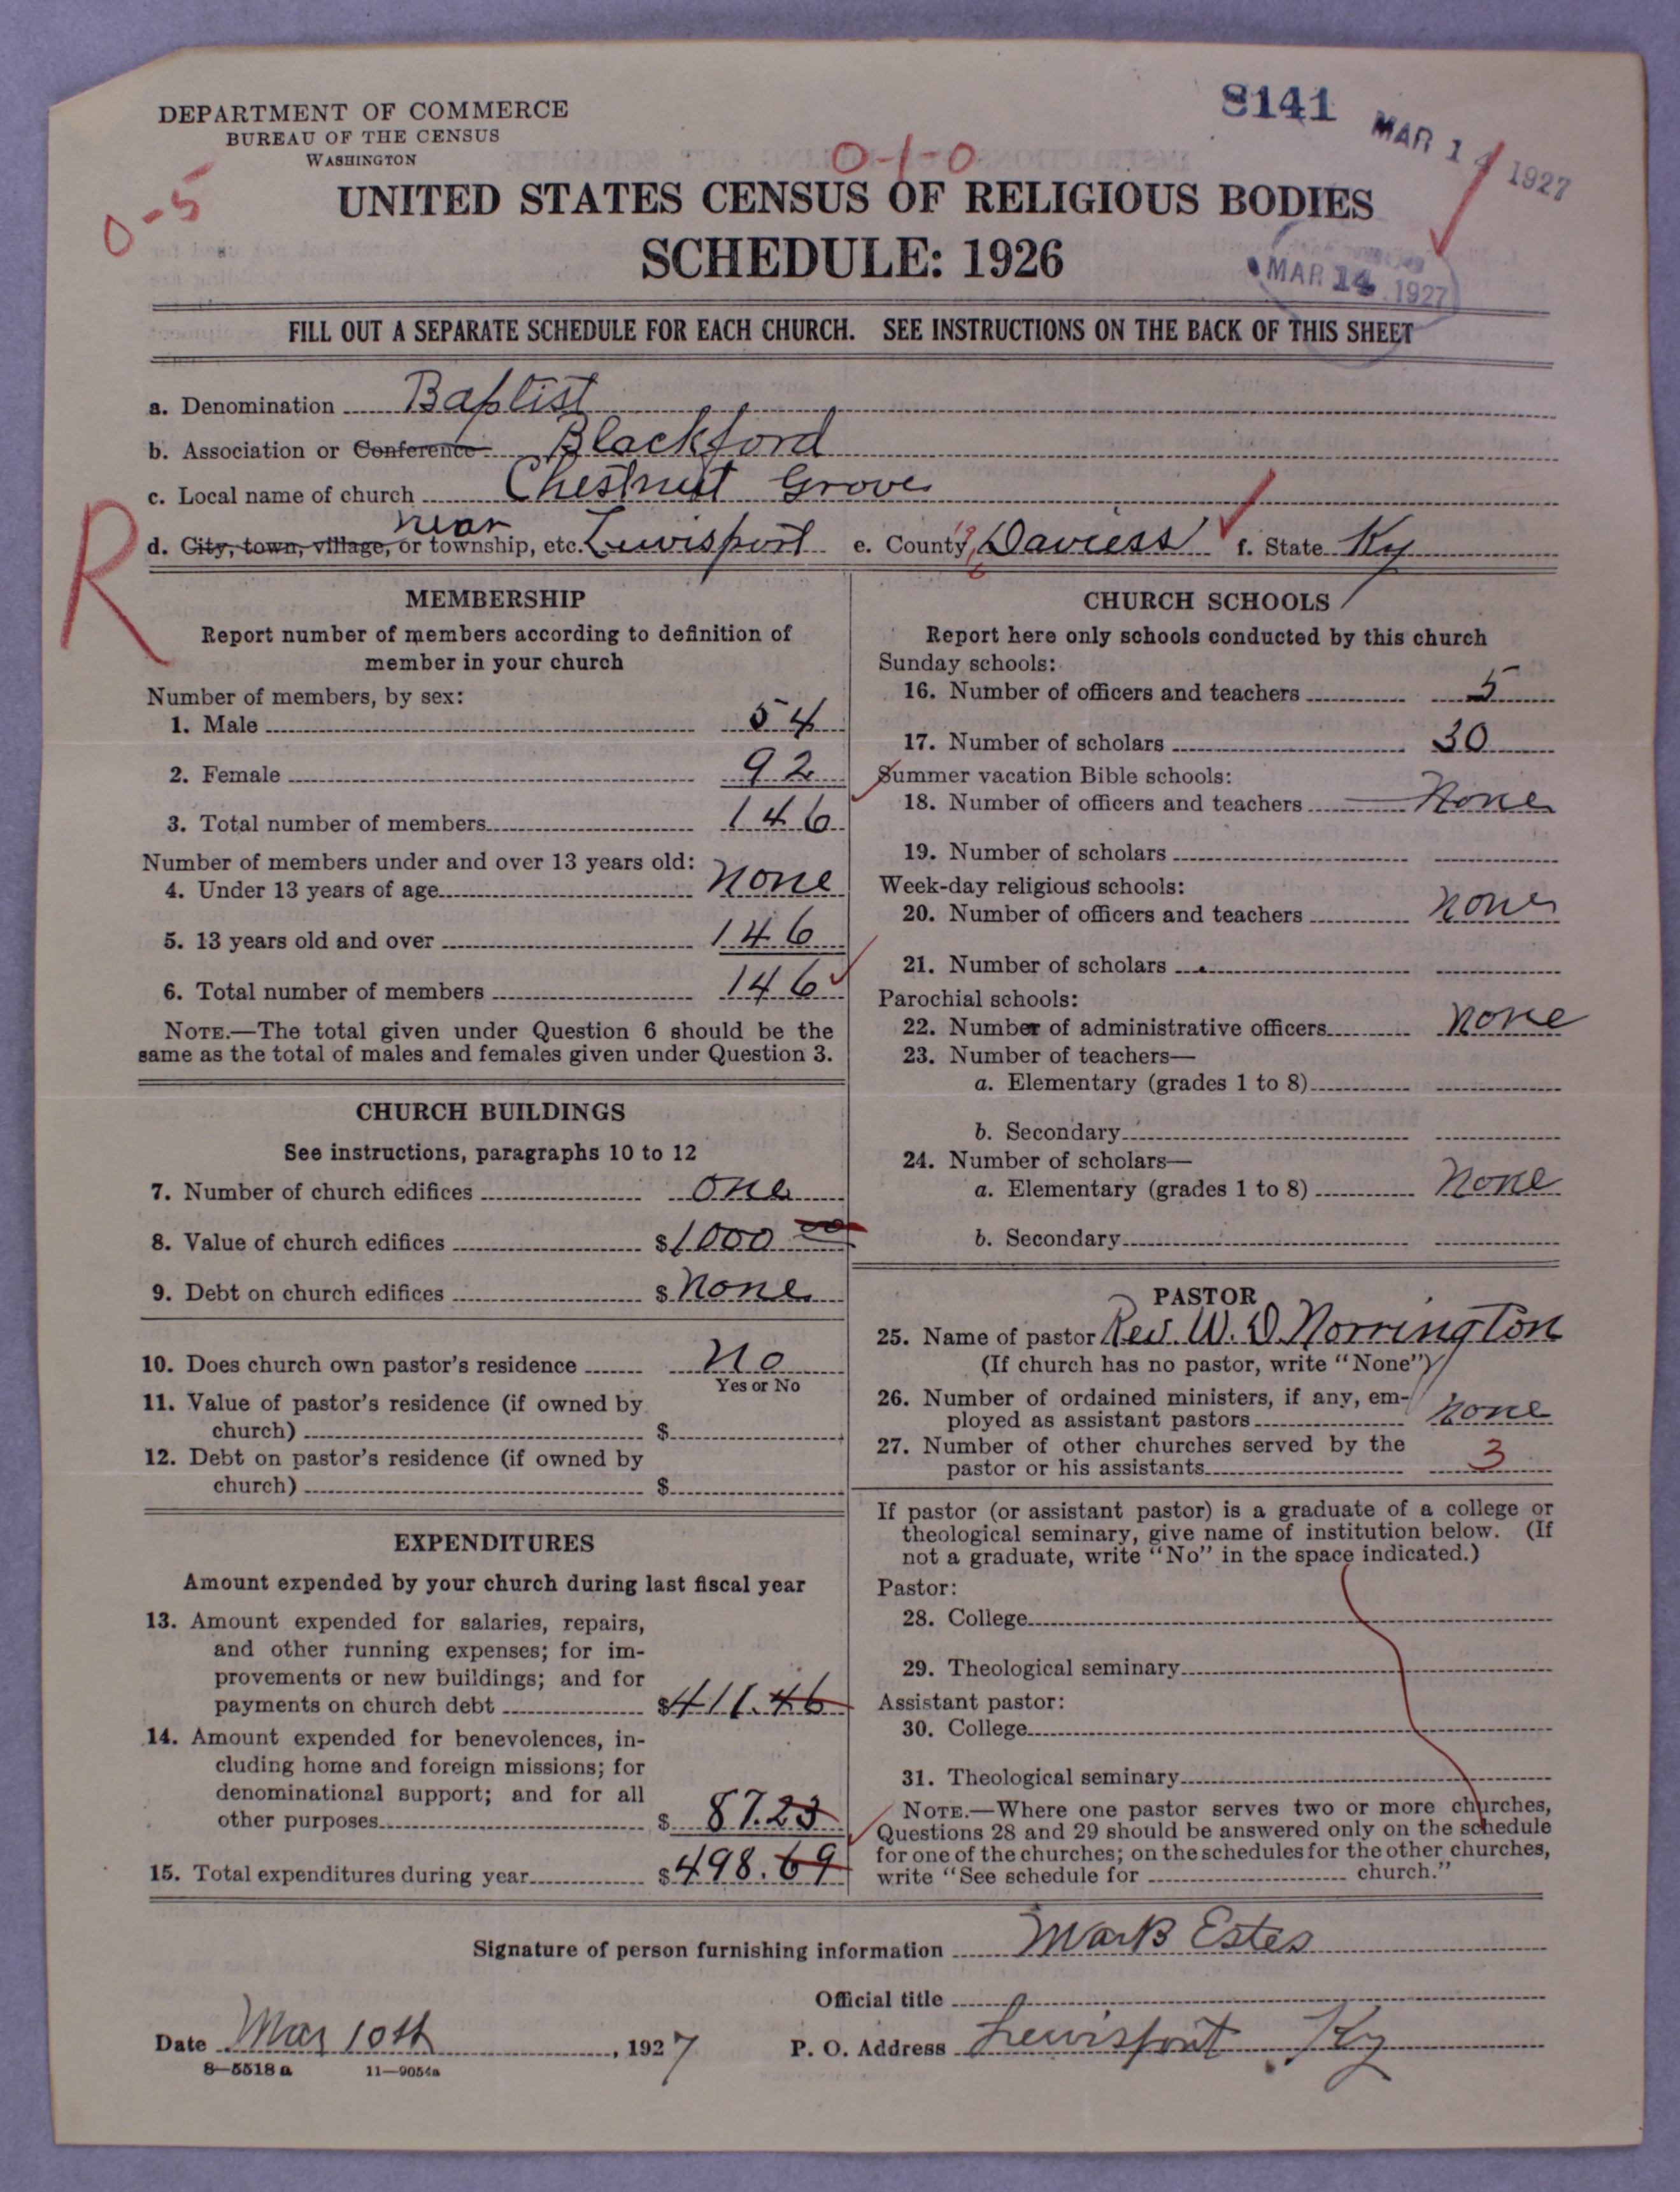 DEPARTMENT OF COMMERCE
BUREAU OF THE CENSUS
WASHINGTON
8141
MAR 14 1927
0-1-0
0-5
UNITED STATES CENSUS OF RELIGIOUS BODIES
SCHEDULE: 1926
MAR 14 1927
FILL OUT A SEPARATE SCHEDULE FOR EACH CHURCH. SEE INSTRUCTIONS ON THE BACK OF THIS SHEET
a. Denomination Baptist
b. Association or Conference Blackford
c. Local name of church Chestnut Grove
near
d. City, town, village, or township, etc. Lewisport e. County Daviess f. State Ky
R
MEMBERSHIP
Report number of members according to definition of
member in your church
Number of members, by sex:
1. Male 54
2. Female 92
3. Total number of members 146
Number of members under and over 13 years old:
4. Under 13 years of age none
5. 13 years old and over 146
6. Total number of members 146
NOTE.—The total given under Question 6 should be the
same as the total of males and females given under Question 3.
CHURCH BUILDINGS
See instructions, paragraphs 10 to 12
7. Number of church edifices one
8. Value of church edifices $1000 00
9. Debt on church edifices $ none
10. Does church own pastor's residence No
Yes or No
11. Value of pastor's residence (if owned by
church) $
12. Debt on pastor's residence (if owned by
church) $
EXPENDITURES
Amount expended by your church during last fiscal year
13. Amount expended for salaries, repairs,
and other running expenses; for im-
provements or new buildings; and for
payments on church debt $411.46
14. Amount expended for benevolences, in-
cluding home and foreign missions; for
denominational support; and for all
other purposes $ 87.23
15. Total expenditures during year $498.69
CHURCH SCHOOLS
Report here only schools conducted by this church
Sunday schools:
16. Number of officers and teachers 5
17. Number of scholars 30
Summer vacation Bible schools:
18. Number of officers and teachers None
19. Number of scholars
Week-day religious schools:
20. Number of officers and teachers none
21. Number of scholars
Parochial schools:
22. Number of administrative officers none
23. Number of teachers—
a. Elementary (grades 1 to 8)
b. Secondary
24. Number of scholars—
a. Elementary (grades 1 to 8) None
b. Secondary
PASTOR
25. Name of pastor Rev. W. D. Norrington
(If church has no pastor, write "None")
26. Number of ordained ministers, if any, em-
ployed as assistant pastors none
27. Number of other churches served by the
pastor or his assistants 3
If pastor (or assistant pastor) is a graduate of a college or
theological seminary, give name of institution below. (If
not a graduate, write "No" in the space indicated.)
Pastor:
28. College
29. Theological seminary
Assistant pastor:
30. College
31. Theological seminary
NOTE.—Where one pastor serves two or more churches,
Questions 28 and 29 should be answered only on the schedule
for one of the churches; on the schedules for the other churches,
write "See schedule for church."
Signature of person furnishing information Mark Estes
Official title
Date Mar 10th, 1927 P. O. Address Lewisport Ky
8—5518 a 11—9054a